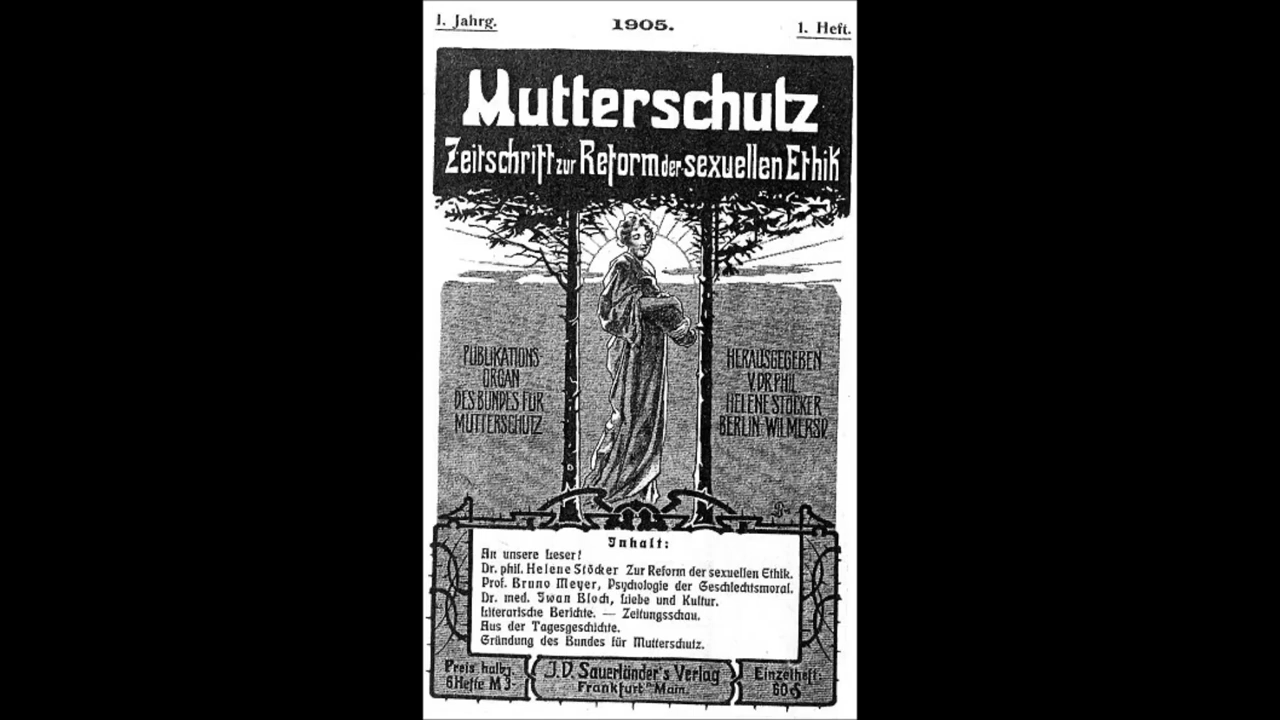 1. Jahrg.
1905.
1. Heft.
Mutterschutz
Zeitschrift zur Reform der sexuellen Ethik
PUBLIKATIONS
ORGAN
DES BUNDES FÜR
MUTTERSCHUTZ
HERAUSGEGEBEN
V. DR. PHIL.
HELENE STÖCKER
BERLIN-WILMERSD.
Inhalt:
An unsere Leser!
Dr. phil. Helene Stöcker Zur Reform der sexuellen Ethik.
Prof. Bruno Meyer, Psychologie der Geschlechtsmoral.
Dr. med. Iwan Bloch, Liebe und Kultur.
Literarische Berichte. — Zeitungsschau.
Aus der Tagesgeschichte.
Gründung des Bundes für Mutterschutz.
Preis halbj.
6 Hefte M 3-
J. D. Sauerländer's Verlag
Frankfurt a. Main.
Einzelheft:
60 ₰